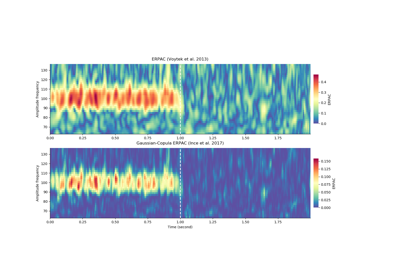 ERPAC (Voytek et al. 2013)
Amplitude frequency
130
120
110
100
90
80
70
0.00 0.25 0.50 0.75 1.00 1.25 1.50 1.75
0.4
0.3
0.2
0.1
0.0
ERPAC
Gaussian-Copula ERPAC (Ince et al. 2017)
Amplitude frequency
130
120
110
100
90
80
70
0.00 0.25 0.50 0.75 1.00 1.25 1.50 1.75
Time (second)
0.150
0.125
0.100
0.075
0.050
0.025
0.000
ERPAC